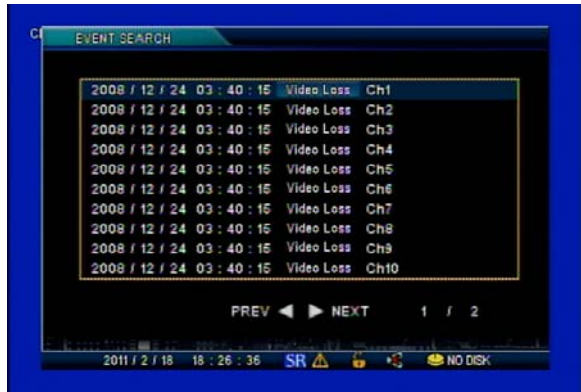 EVENT SEARCH
2008 / 12 / 24 03 : 40 : 15 Video Loss Ch1
2008 / 12 / 24 03 : 40 : 15 Video Loss Ch2
2008 / 12 / 24 03 : 40 : 15 Video Loss Ch3
2008 / 12 / 24 03 : 40 : 15 Video Loss Ch4
2008 / 12 / 24 03 : 40 : 15 Video Loss Ch5
2008 / 12 / 24 03 : 40 : 15 Video Loss Ch6
2008 / 12 / 24 03 : 40 : 15 Video Loss Ch7
2008 / 12 / 24 03 : 40 : 15 Video Loss Ch8
2008 / 12 / 24 03 : 40 : 15 Video Loss Ch9
2008 / 12 / 24 03 : 40 : 15 Video Loss Ch10
PREV NEXT 1 / 2
2011 / 2 / 18 18 : 26 : 36 SR NO DISK